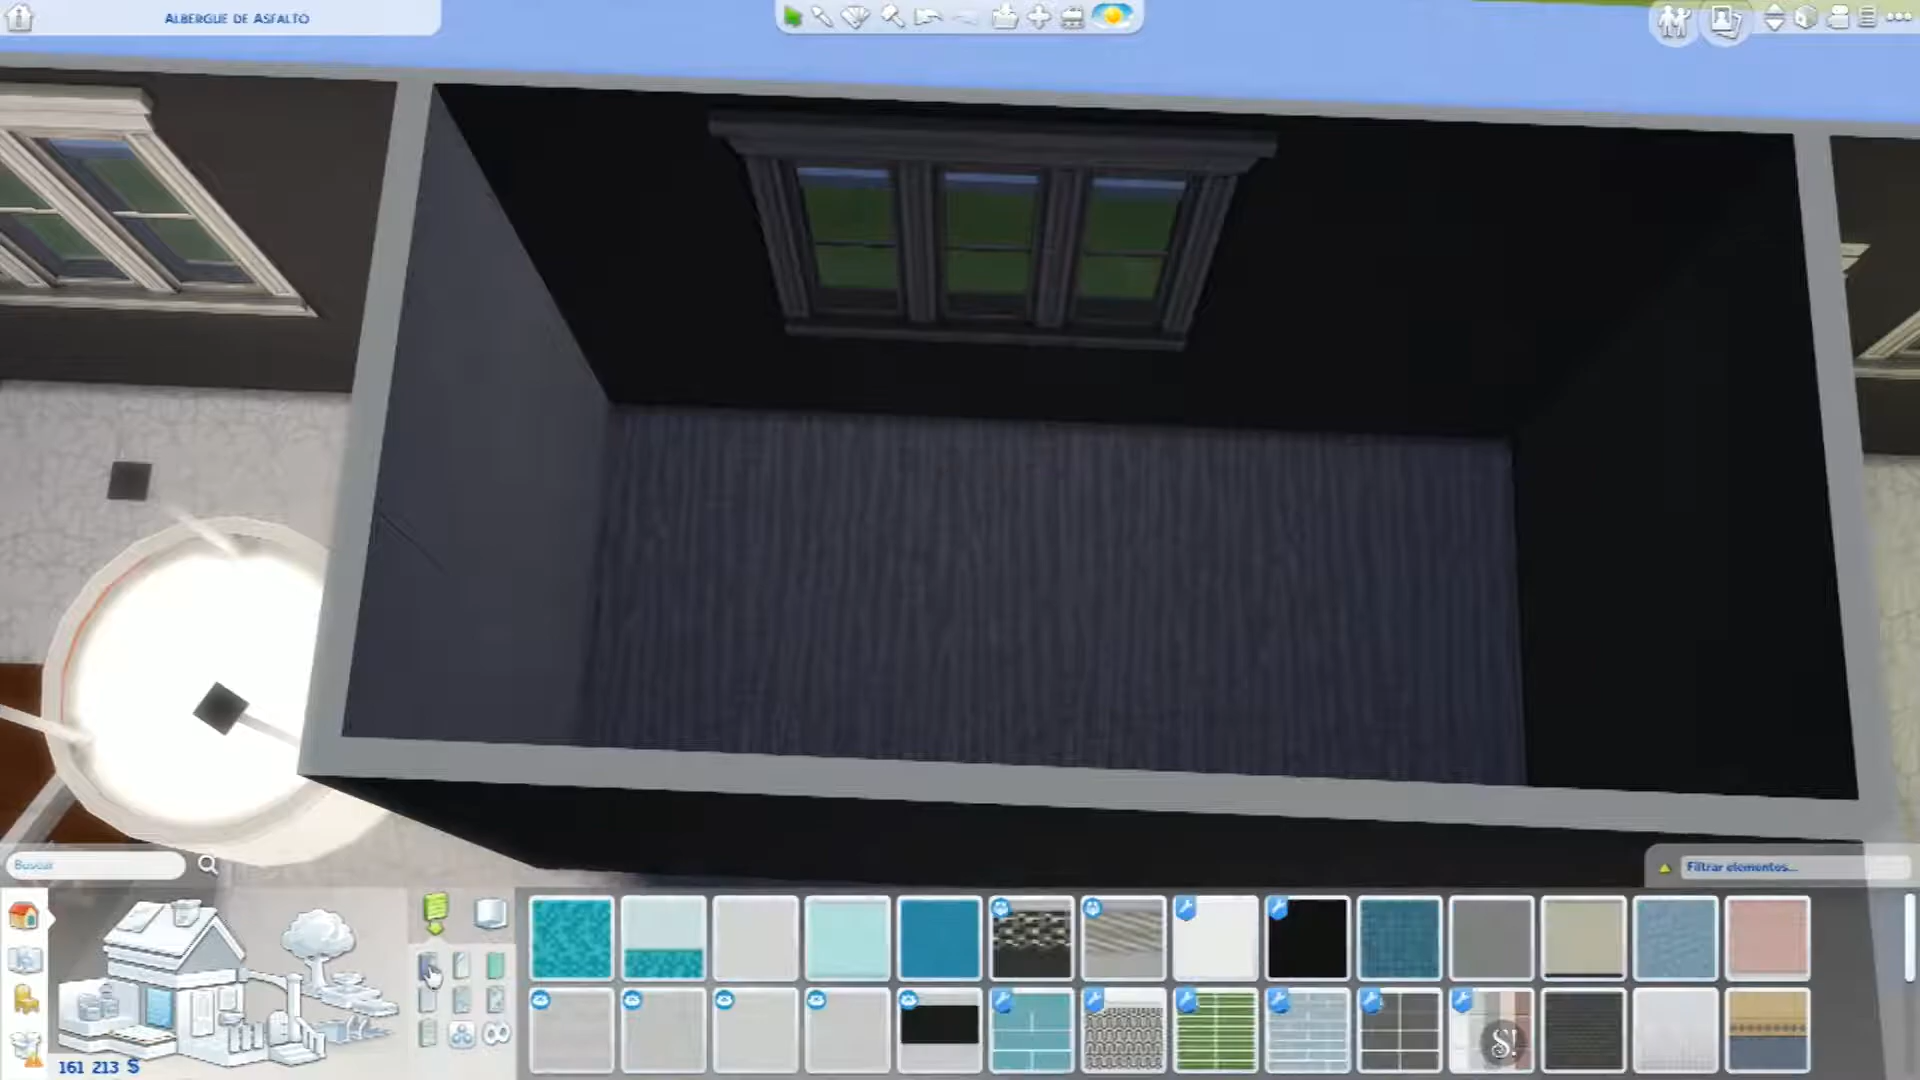 ALBERGUE DE ASFALTO
Buscar
Filtrar elementos...
161 213 $
S!